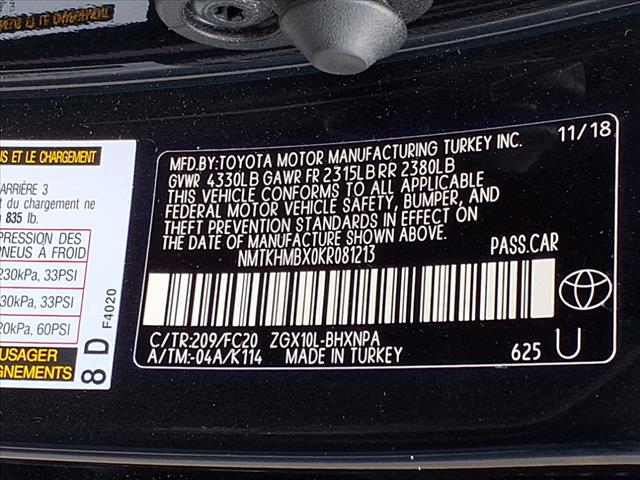 US ET LE CHARGEMENT
ARRIÈRE 3
t du chargement ne
835 lb.
PRESSION DES
PNEUS À FROID
230kPa, 33PSI
230kPa, 33PSI
20kPa, 60PSI
USAGER
GNEMENTS
8 D F4020
MFD.BY:TOYOTA MOTOR MANUFACTURING TURKEY INC. 11/18
GVWR 4330LB GAWR FR 2315LB RR 2380LB
THIS VEHICLE CONFORMS TO ALL APPLICABLE
FEDERAL MOTOR VEHICLE SAFETY, BUMPER, AND
THEFT PREVENTION STANDARDS IN EFFECT ON
THE DATE OF MANUFACTURE SHOWN ABOVE.
NMTKHMBX0KR081213 PASS.CAR
C/TR:209/FC20 ZGX10L-BHXNPA
A/TM:-04A/K114 MADE IN TURKEY 625 U